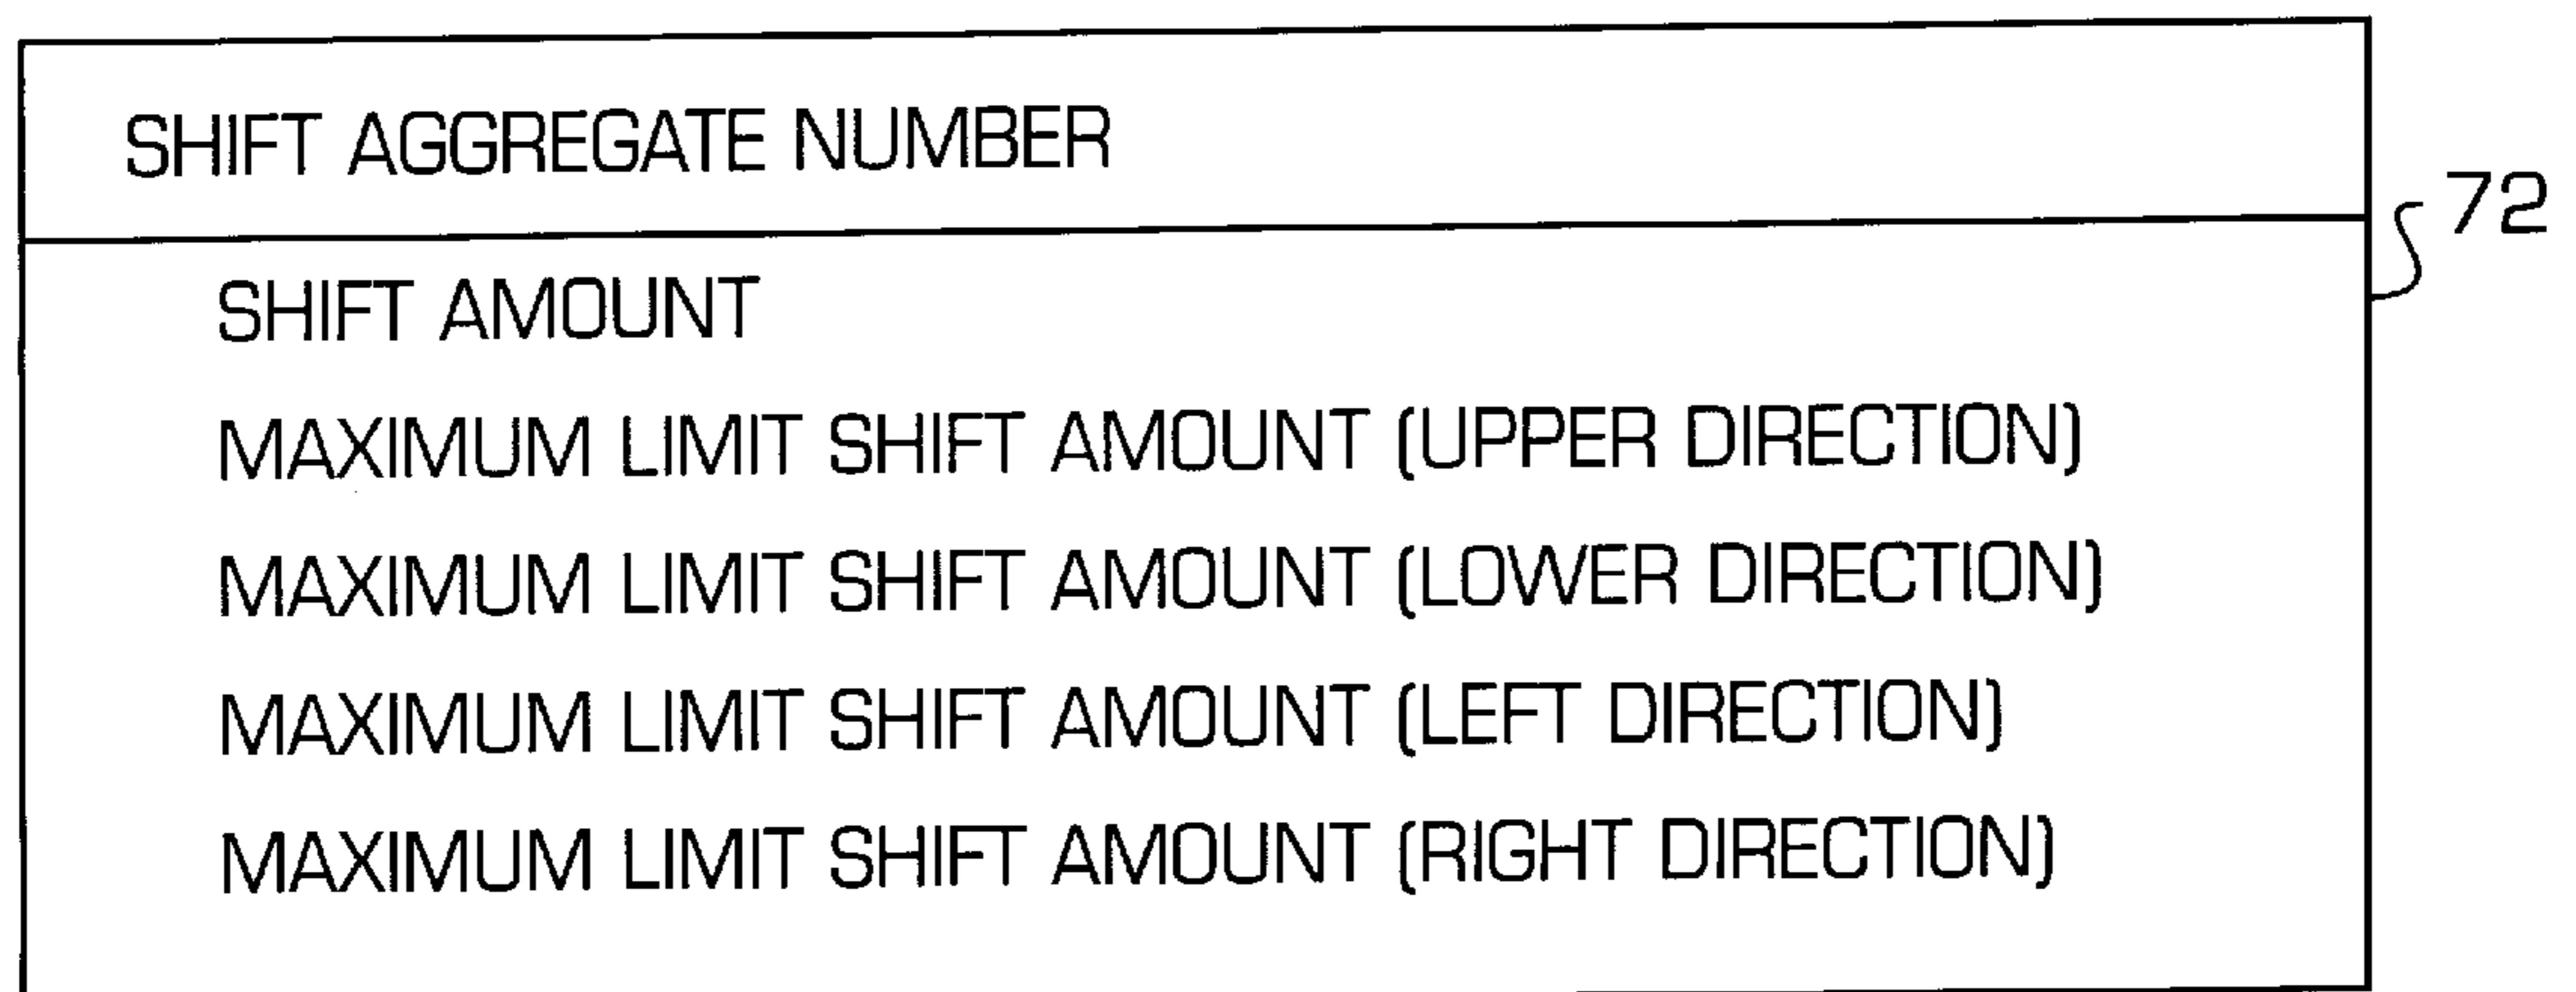 SHIFT AGGREGATE NUMBER
72
SHIFT AMOUNT
MAXIMUM LIMIT SHIFT AMOUNT (UPPER DIRECTION)
MAXIMUM LIMIT SHIFT AMOUNT (LOWER DIRECTION)
MAXIMUM LIMIT SHIFT AMOUNT (LEFT DIRECTION)
MAXIMUM LIMIT SHIFT AMOUNT (RIGHT DIRECTION)